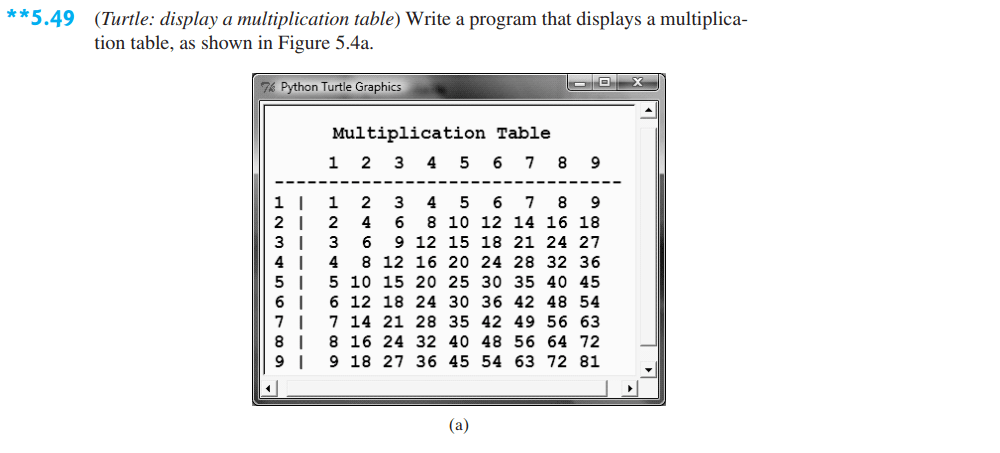 **5.49 (Turtle: display a multiplication table) Write a program that displays a multiplica-
tion table, as shown in Figure 5.4a.
Python Turtle Graphics
Multiplication Table
1 2 3 4 5 6 7 8 9
------------------------------------------
1 | 1 2 3 4 5 6 7 8 9
2 | 2 4 6 8 10 12 14 16 18
3 | 3 6 9 12 15 18 21 24 27
4 | 4 8 12 16 20 24 28 32 36
5 | 5 10 15 20 25 30 35 40 45
6 | 6 12 18 24 30 36 42 48 54
7 | 7 14 21 28 35 42 49 56 63
8 | 8 16 24 32 40 48 56 64 72
9 | 9 18 27 36 45 54 63 72 81
(a)